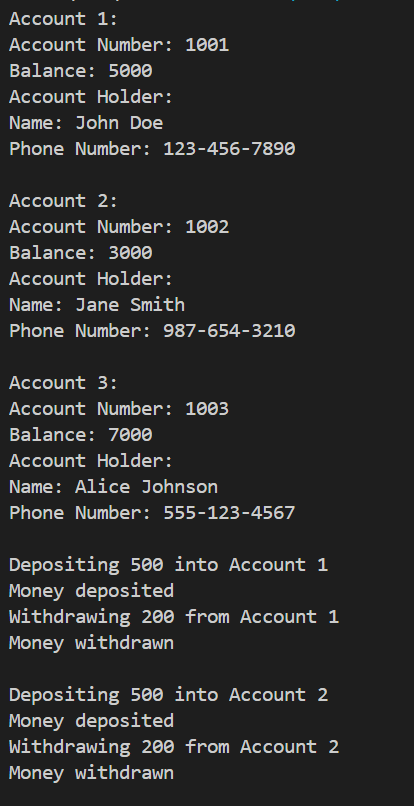 Account 1:
Account Number: 1001
Balance: 5000
Account Holder:
Name: John Doe
Phone Number: 123-456-7890

Account 2:
Account Number: 1002
Balance: 3000
Account Holder:
Name: Jane Smith
Phone Number: 987-654-3210

Account 3:
Account Number: 1003
Balance: 7000
Account Holder:
Name: Alice Johnson
Phone Number: 555-123-4567

Depositing 500 into Account 1
Money deposited
Withdrawing 200 from Account 1
Money withdrawn

Depositing 500 into Account 2
Money deposited
Withdrawing 200 from Account 2
Money withdrawn